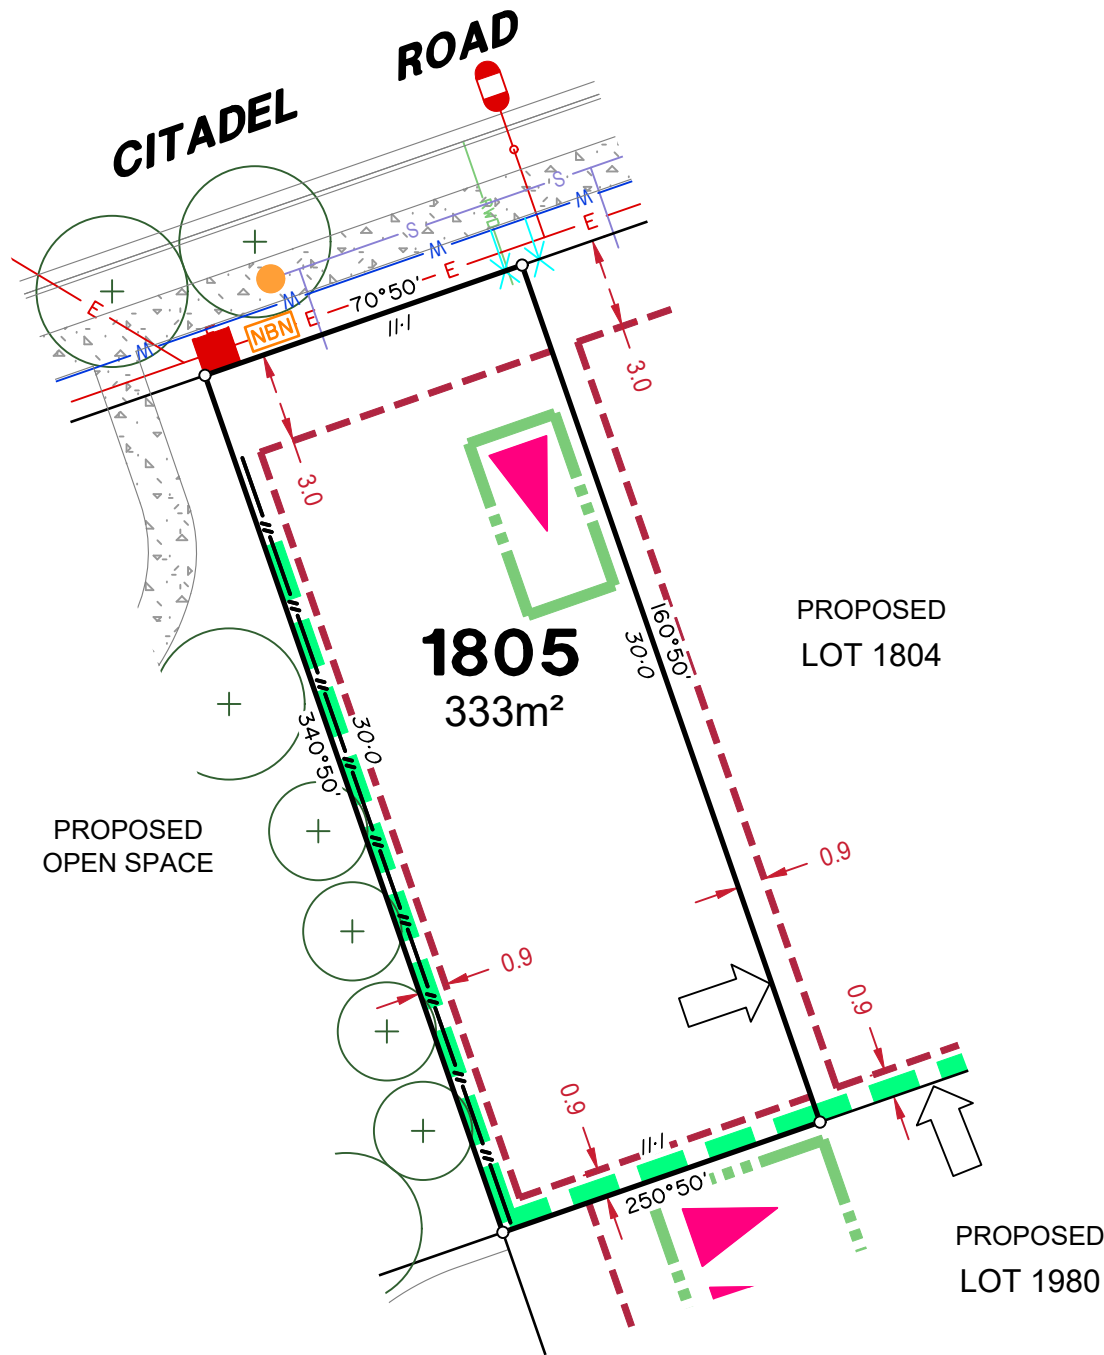 CITADEL ROAD
S
S
W
W
W
W
E
E
E
E
NBN
70°50'
11·1
3.0
3.0
1805
333m²
160°50'
30·0
340°50'
30·0
PROPOSED
LOT 1804
PROPOSED
OPEN SPACE
0.9
0.9
0.9
0.9
11·1
250°50'
PROPOSED
LOT 1980